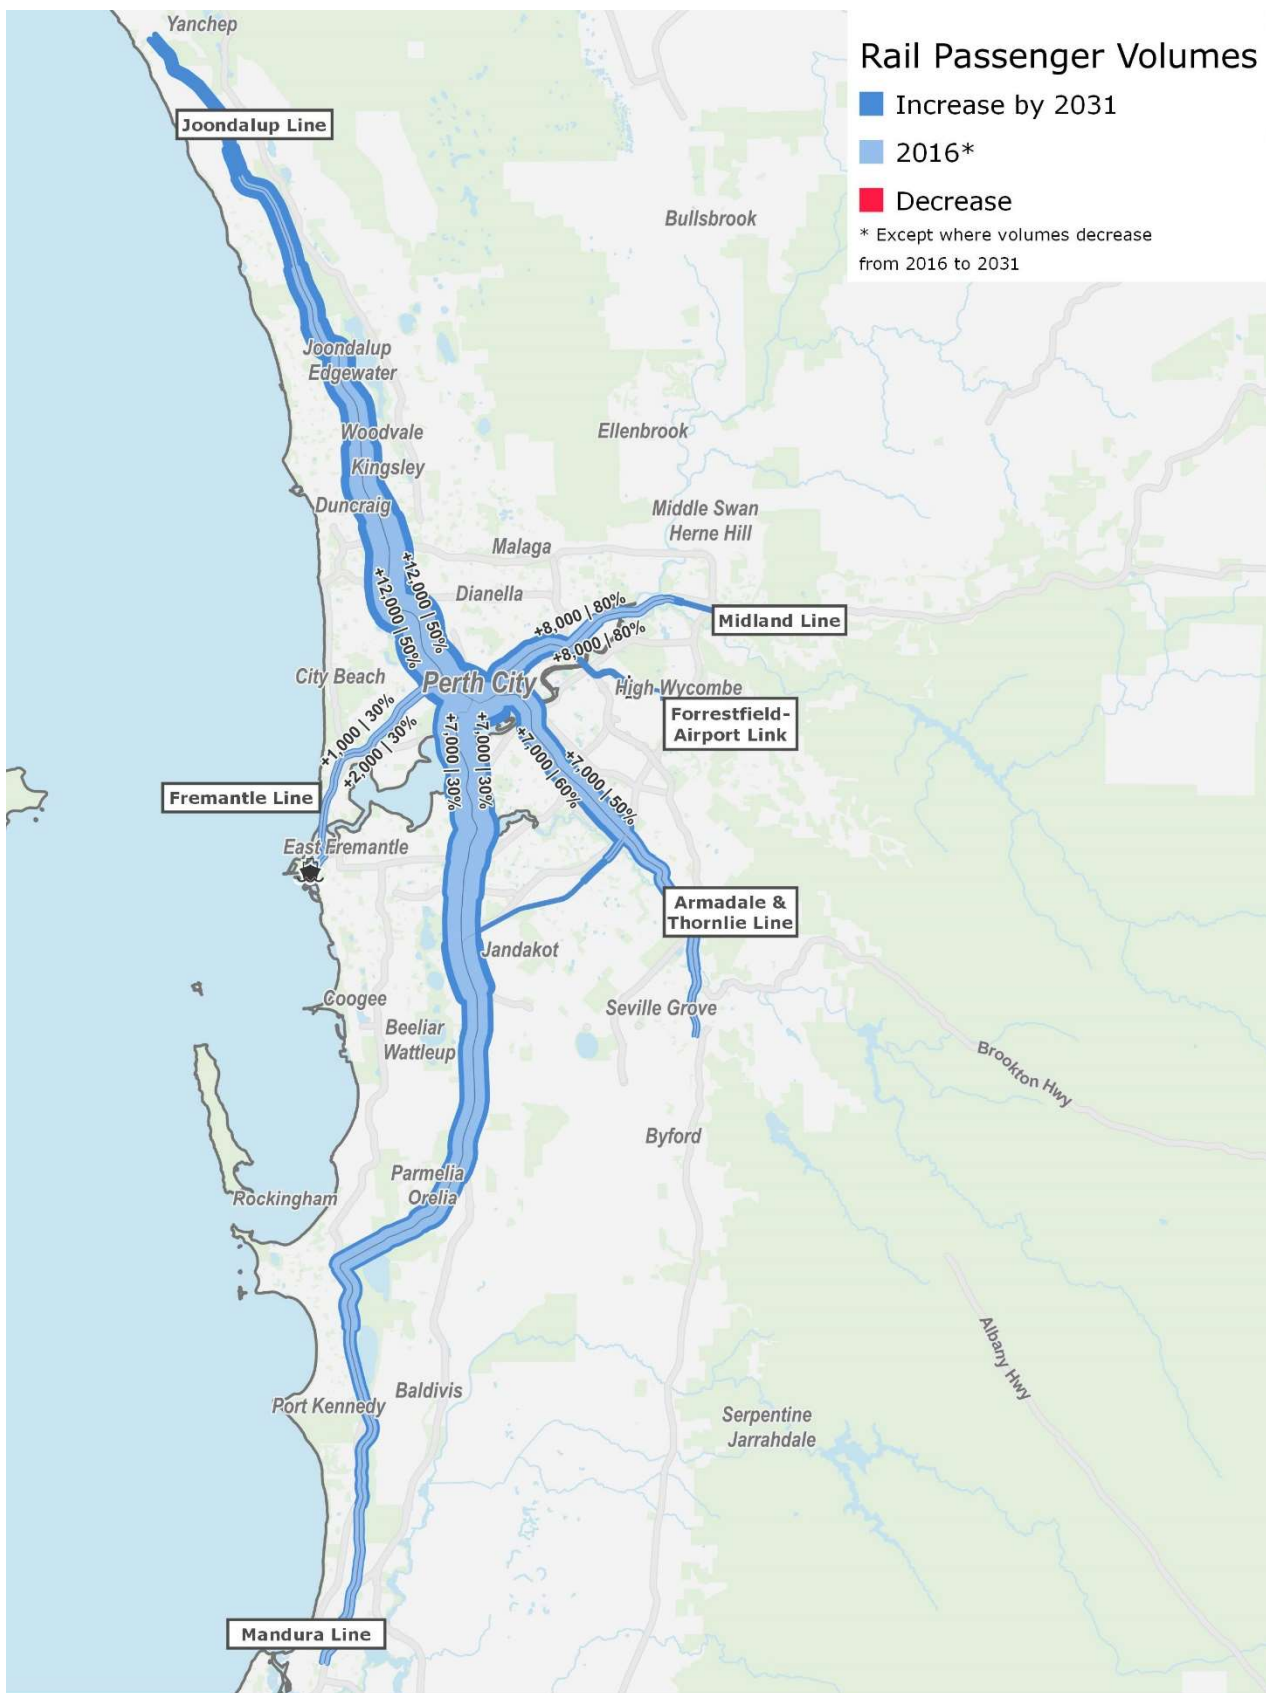 Yanchep
Rail Passenger Volumes
Increase by 2031
2016*
Decrease
* Except where volumes decrease
from 2016 to 2031
Joondalup Line
Bullsbrook
Joondalup
Edgewater
Woodvale
Kingsley
Duncraig
Ellenbrook
Middle Swan
Herne Hill
Malaga
Dianella
+12,000 | 50%
+12,000 | 50%
+8,000 | 80%
+8,000 | 80%
Midland Line
City Beach
Perth City
High Wycombe
Forrestfield-
Airport Link
+1,000 | 30%
+2,000 | 30%
+7,000 | 30%
+7,000 | 30%
+7,000 | 60%
+7,000 | 50%
Fremantle Line
East Fremantle
Armadale &
Thornlie Line
Jandakot
Coogee
Seville Grove
Beeliar
Wattleup
Brookton Hwy
Byford
Parmelia
Orelia
Rockingham
Albany Hwy
Baldivis
Port Kennedy
Serpentine
Jarrahdale
Mandura Line